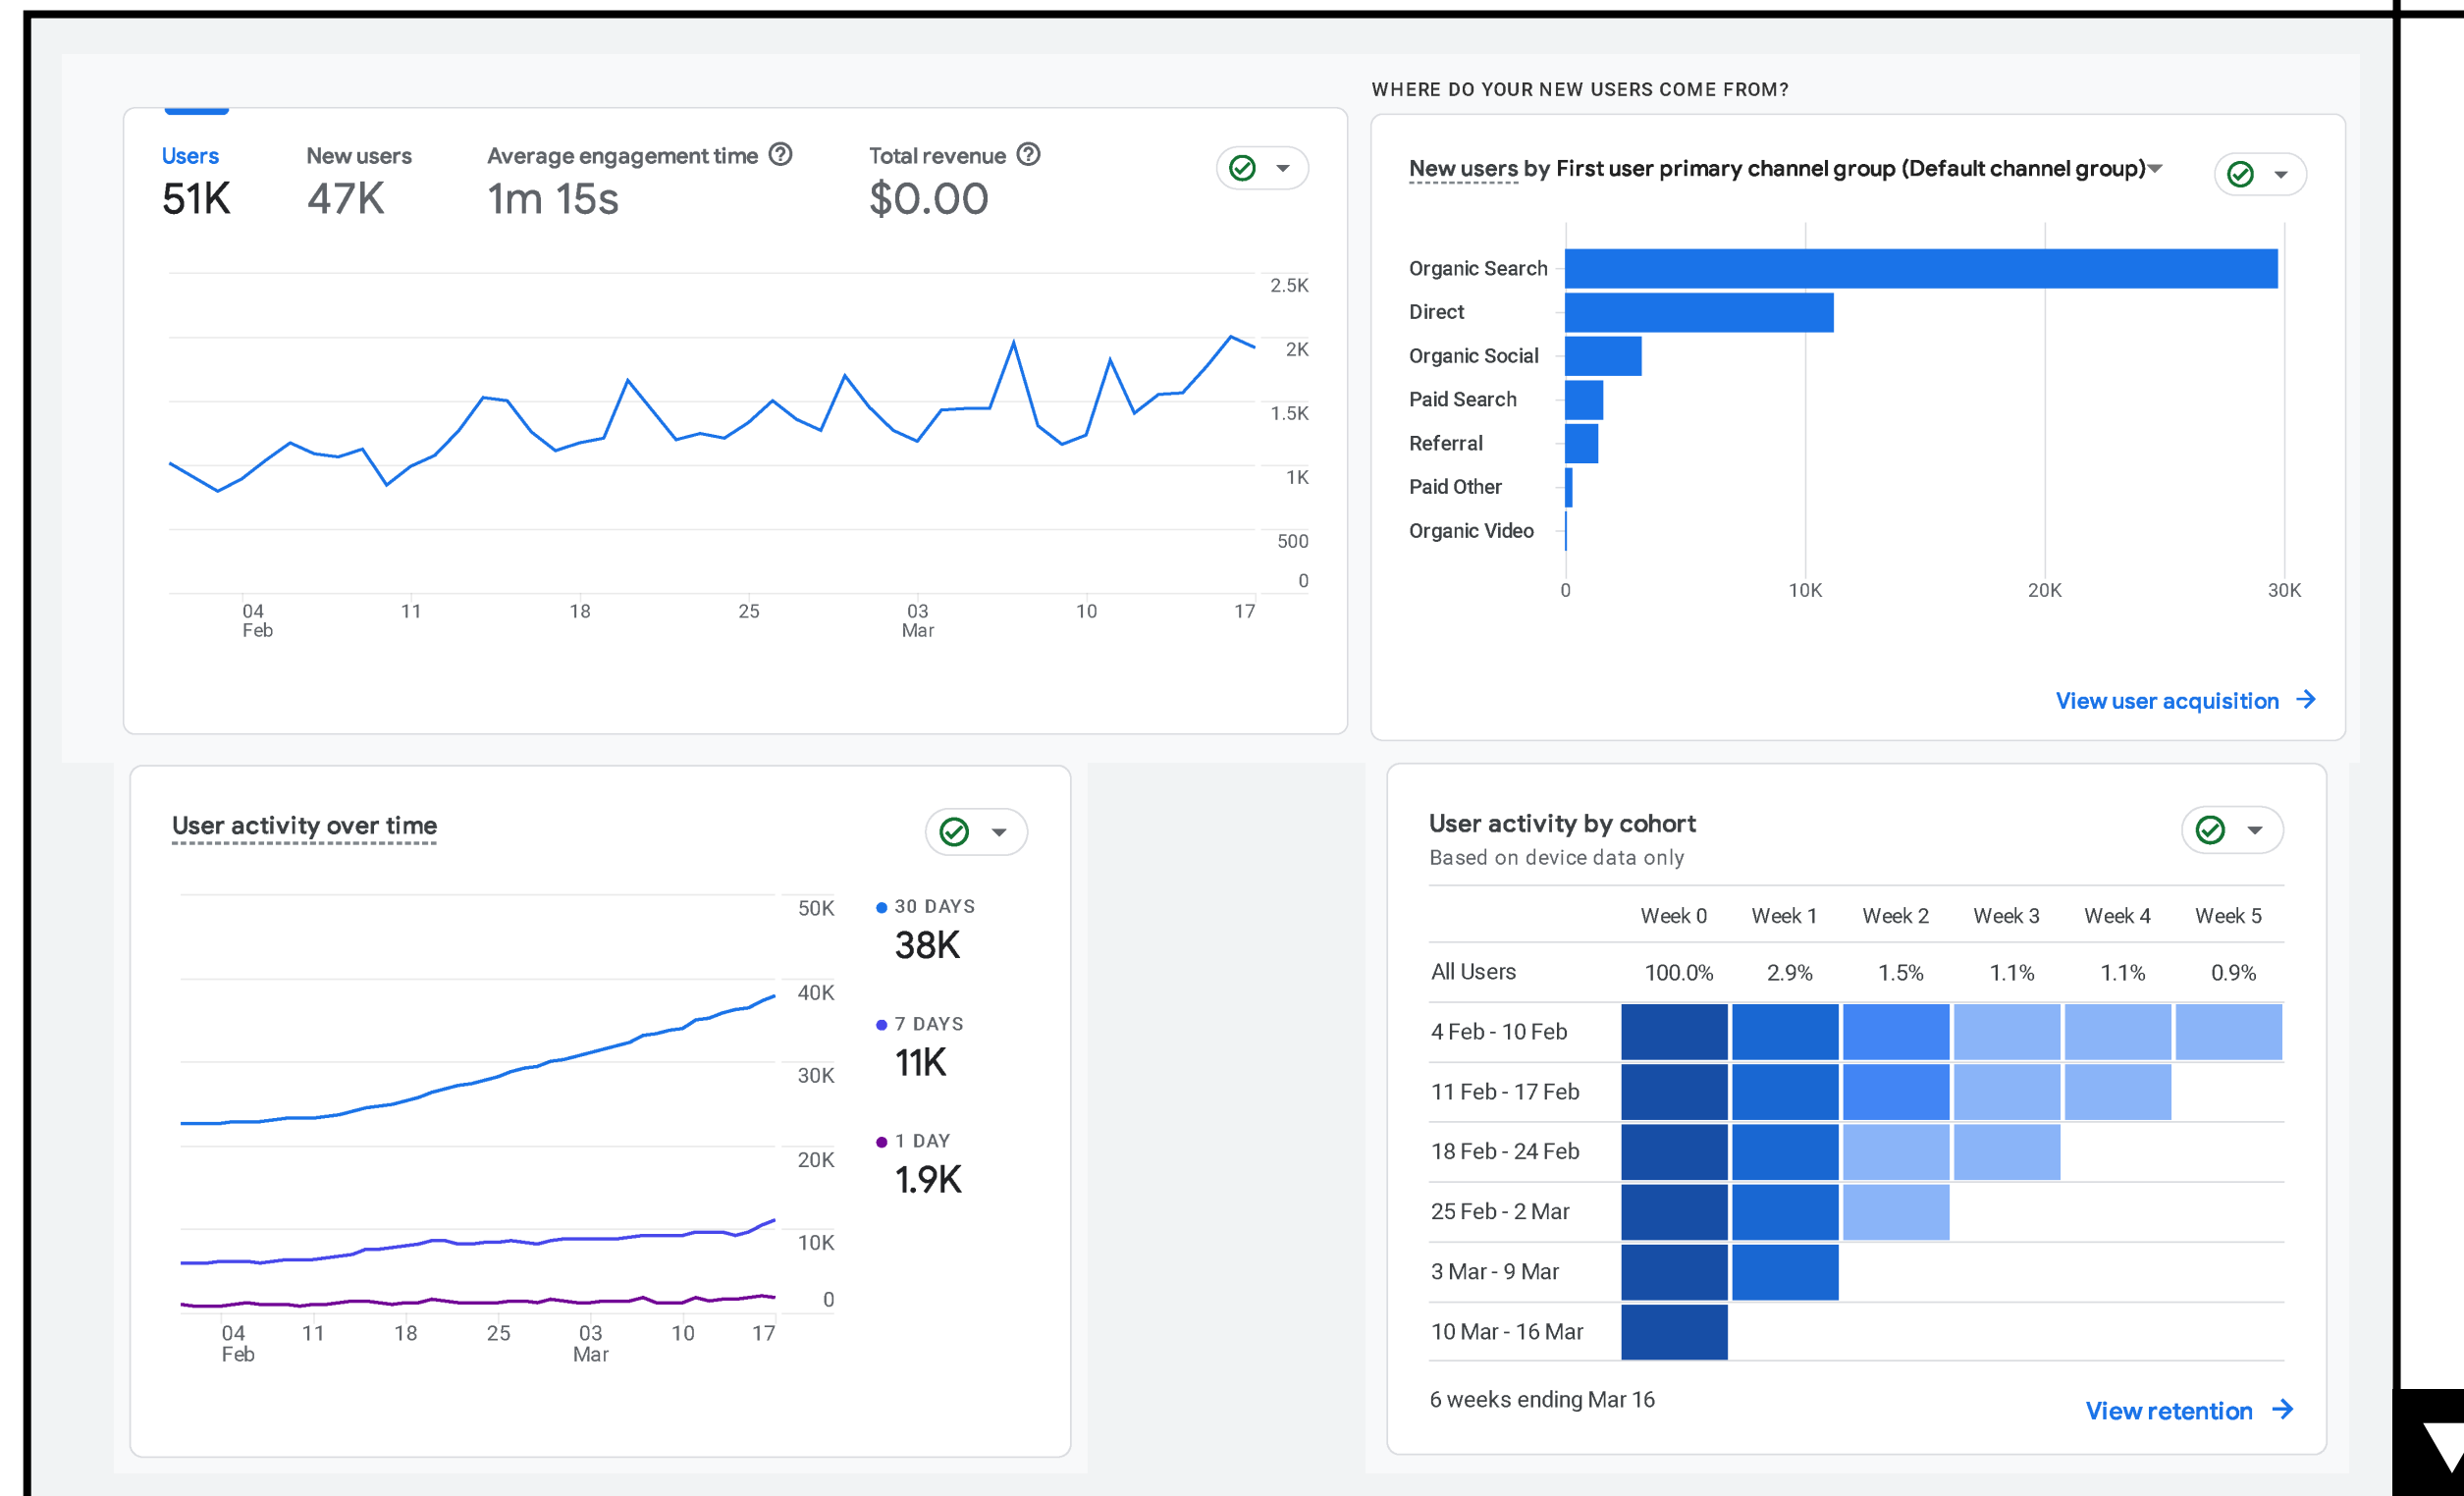 Users
51K
New users
47K
Average engagement time
1m 15s
Total revenue
$0.00
2.5K
2K
1.5K
1K
500
0
04
Feb
11
18
25
03
Mar
10
17
WHERE DO YOUR NEW USERS COME FROM?
New users by First user primary channel group (Default channel group)
Organic Search
Direct
Organic Social
Paid Search
Referral
Paid Other
Organic Video
0 10K 20K 30K
View user acquisition
User activity over time
50K
40K
30K
20K
10K
0
04
Feb
11
18
25
03
Mar
10
17
30 DAYS
38K
7 DAYS
11K
1 DAY
1.9K
User activity by cohort
Based on device data only
Week 0 Week 1 Week 2 Week 3 Week 4 Week 5
All Users 100.0% 2.9% 1.5% 1.1% 1.1% 0.9%
4 Feb - 10 Feb
11 Feb - 17 Feb
18 Feb - 24 Feb
25 Feb - 2 Mar
3 Mar - 9 Mar
10 Mar - 16 Mar
6 weeks ending Mar 16
View retention